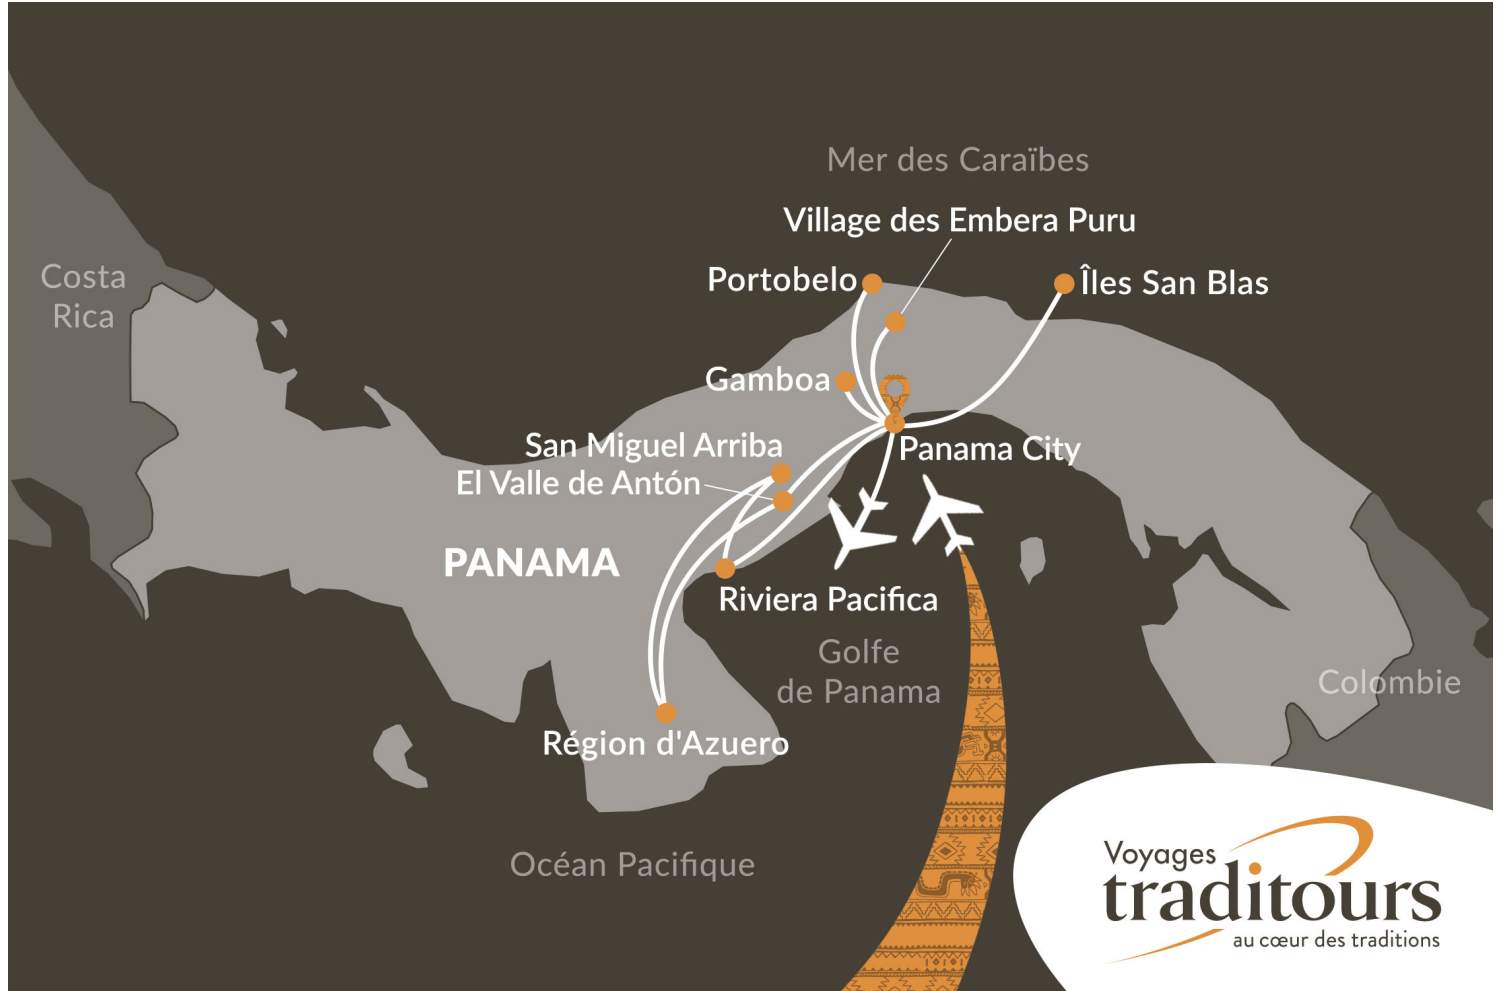 Mer des Caraïbes
Village des Embera Puru
Costa
Rica
Portobelo
Îles San Blas
Gamboa
San Miguel Arriba
El Valle de Antón
Panama City
PANAMA
Riviera Pacifica
Golfe
de Panama
Colombie
Région d'Azuero
Océan Pacifique
Voyages
traditours
au cœur des traditions